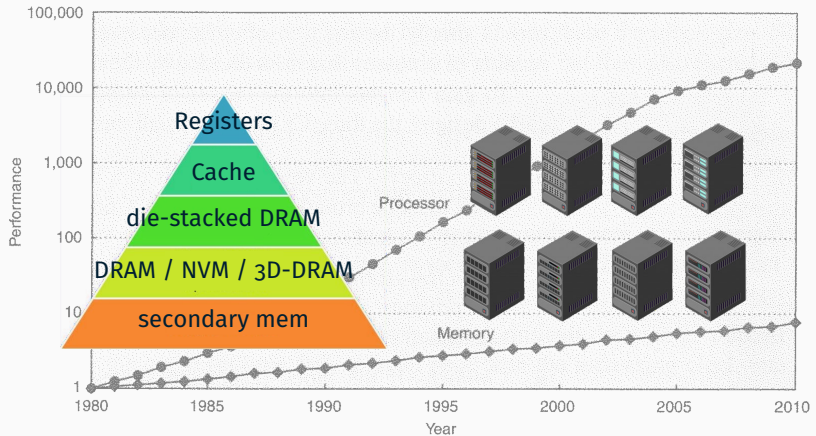 100,000
10,000
1,000
100
10
1
Performance
Registers
Cache
die-stacked DRAM
DRAM / NVM / 3D-DRAM
secondary mem
Processor
Memory
1980
1985
1990
1995
2000
2005
2010
Year